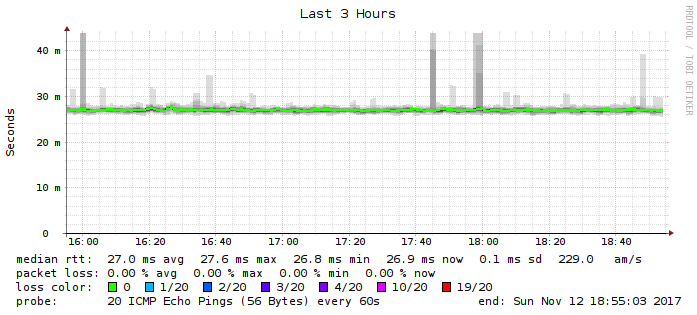 Last 3 Hours
RRDTOOL / TOBI OETIKER
Seconds
40 m
30 m
20 m
10 m
0
16:00 16:20 16:40 17:00 17:20 17:40 18:00 18:20 18:40
median rtt: 27.0 ms avg 27.6 ms max 26.8 ms min 26.9 ms now 0.1 ms sd 229.0 am/s
packet loss: 0.00 % avg 0.00 % max 0.00 % min 0.00 % now
loss color: 0 1/20 2/20 3/20 4/20 10/20 19/20
probe: 20 ICMP Echo Pings (56 Bytes) every 60s end: Sun Nov 12 18:55:03 2017